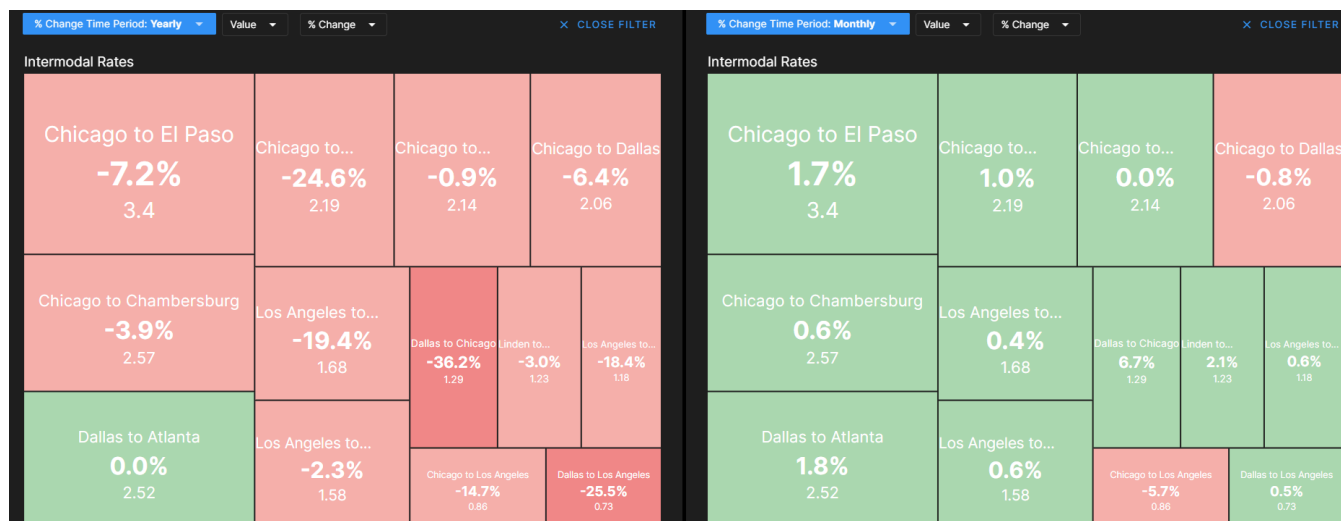 % Change Time Period: Yearly
Value
% Change
× CLOSE FILTER
Intermodal Rates
Chicago to El Paso
-7.2%
3.4
Chicago to...
-24.6%
2.19
Chicago to...
-0.9%
2.14
Chicago to Dallas
-6.4%
2.06
Chicago to Chambersburg
-3.9%
2.57
Los Angeles to...
-19.4%
1.68
Dallas to Chicago
-36.2%
1.29
Linden to...
-3.0%
1.23
Los Angeles to...
-18.4%
1.18
Dallas to Atlanta
0.0%
2.52
Los Angeles to...
-2.3%
1.58
Chicago to Los Angeles
-14.7%
0.86
Dallas to Los Angeles
-25.5%
0.73
% Change Time Period: Monthly
Value
% Change
× CLOSE FILTER
Intermodal Rates
Chicago to El Paso
1.7%
3.4
Chicago to...
1.0%
2.19
Chicago to...
0.0%
2.14
Chicago to Dallas
-0.8%
2.06
Chicago to Chambersburg
0.6%
2.57
Los Angeles to...
0.4%
1.68
Dallas to Chicago
6.7%
1.29
Linden to...
2.1%
1.23
Los Angeles to...
0.6%
1.18
Dallas to Atlanta
1.8%
2.52
Los Angeles to...
0.6%
1.58
Chicago to Los Angeles
-5.7%
0.86
Dallas to Los Angeles
0.5%
0.73